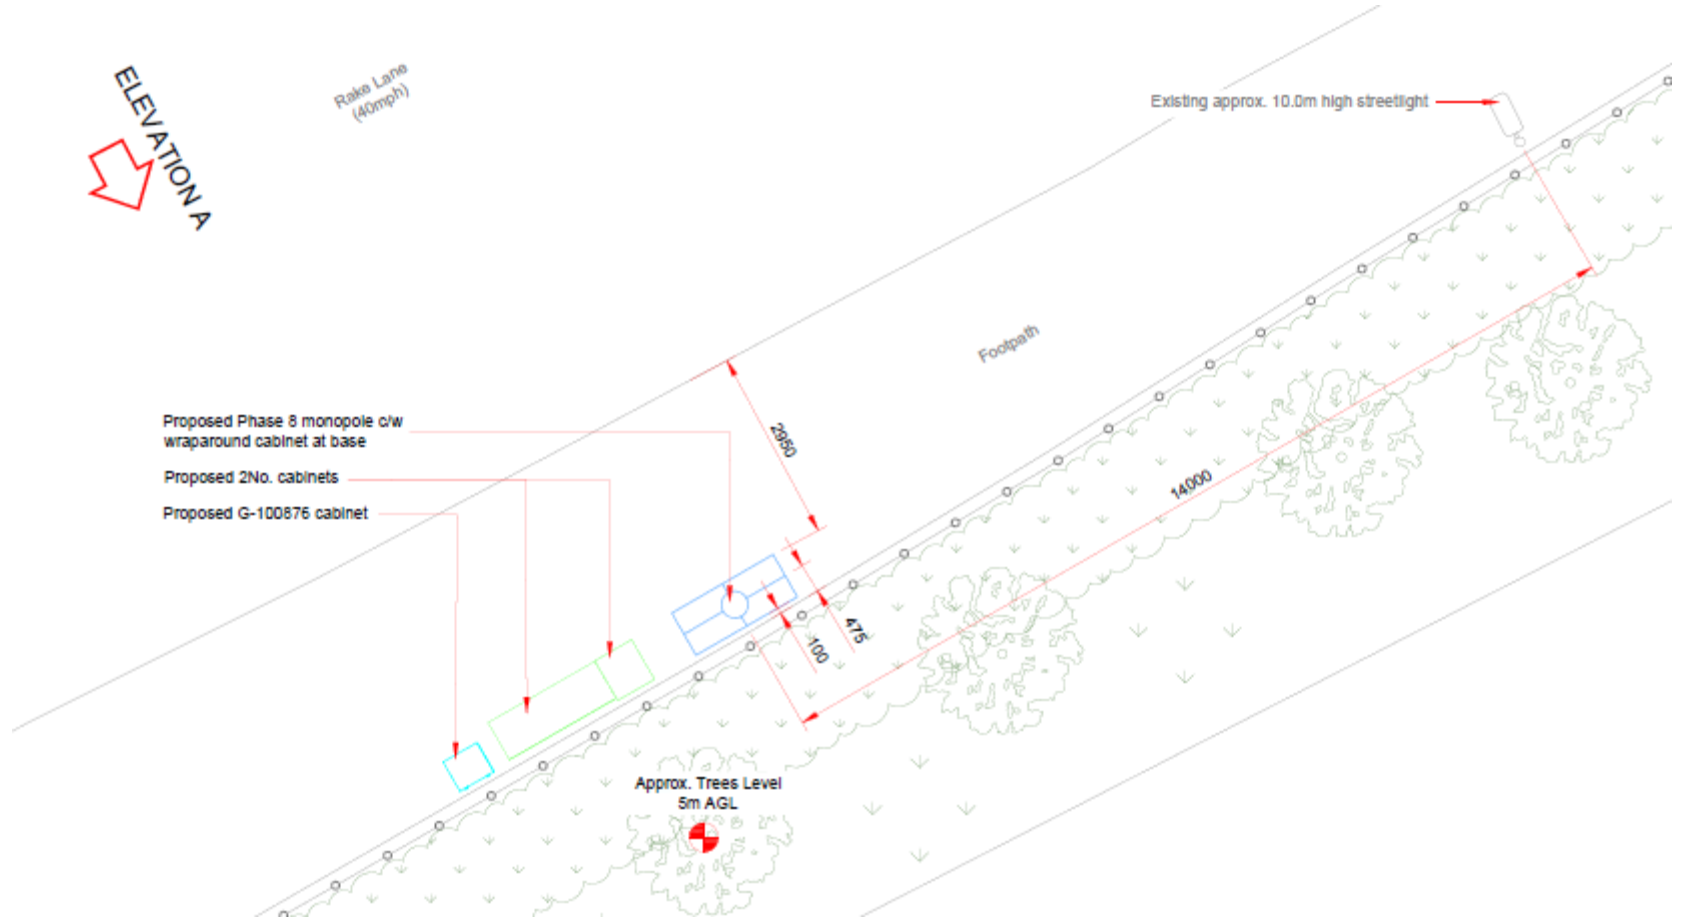 ELEVATION A
Rake Lane
(40mph)
Existing approx. 10.0m high streetlight
Footpath
Proposed Phase 8 monopole c/w
wraparound cabinet at base
Proposed 2No. cabinets
Proposed G-100876 cabinet
2950
14000
475
100
Approx. Trees Level
5m AGL